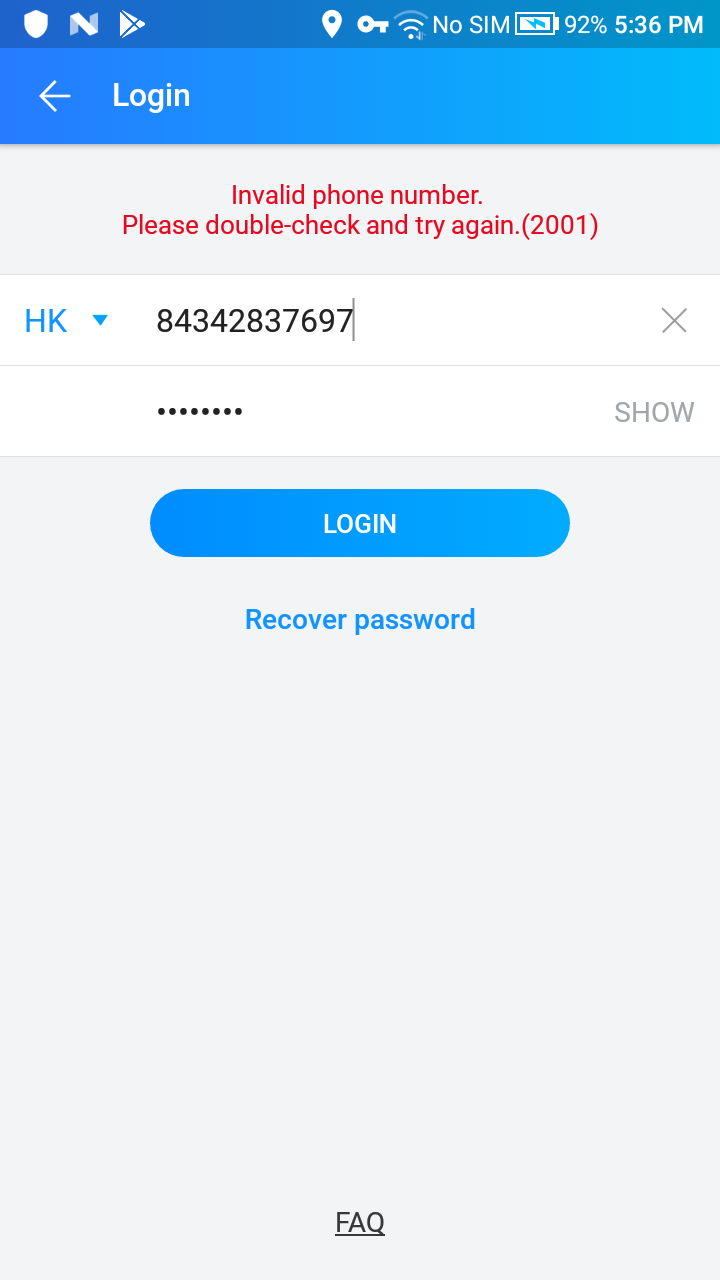 No SIM 92% 5:36 PM
Login
Invalid phone number.
Please double-check and try again.(2001)
HK 84342837697
•••••••• SHOW
LOGIN
Recover password
FAQ